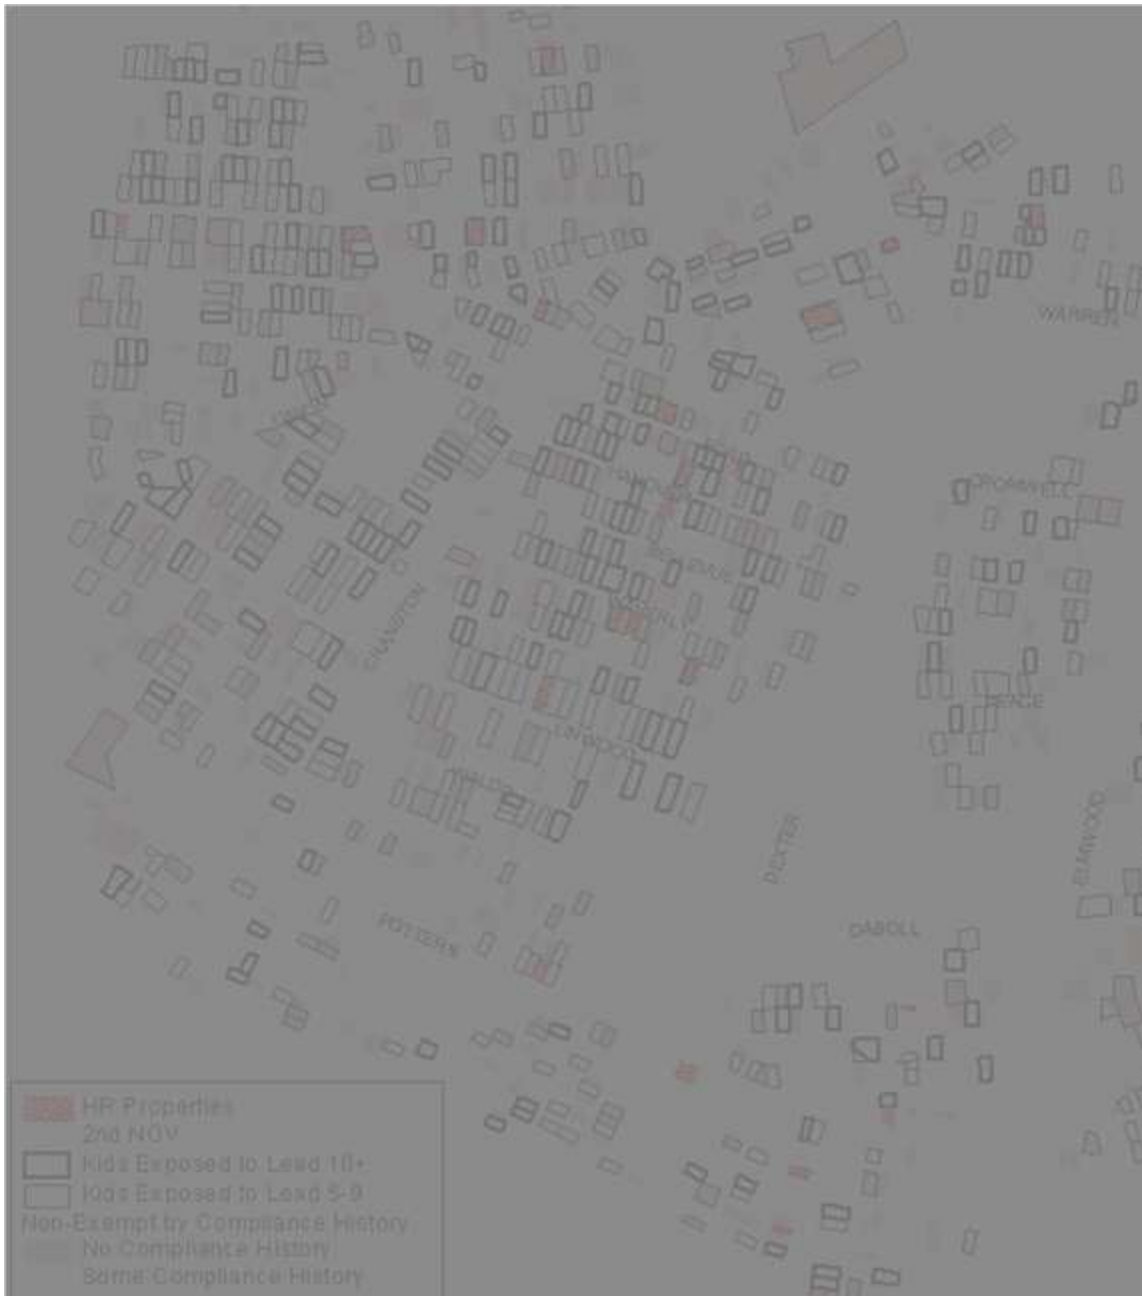 WARREN
CROMWELL
CRANSTON
LINWOOD
PEACE
ELMWOOD
DEXTER
DABOLL
POTTERS
HR Properties
2nd NOV
Kids Exposed to Lead 10+
Kids Exposed to Lead 5-9
Non-Exempt by Compliance History
No Compliance History
Some Compliance History